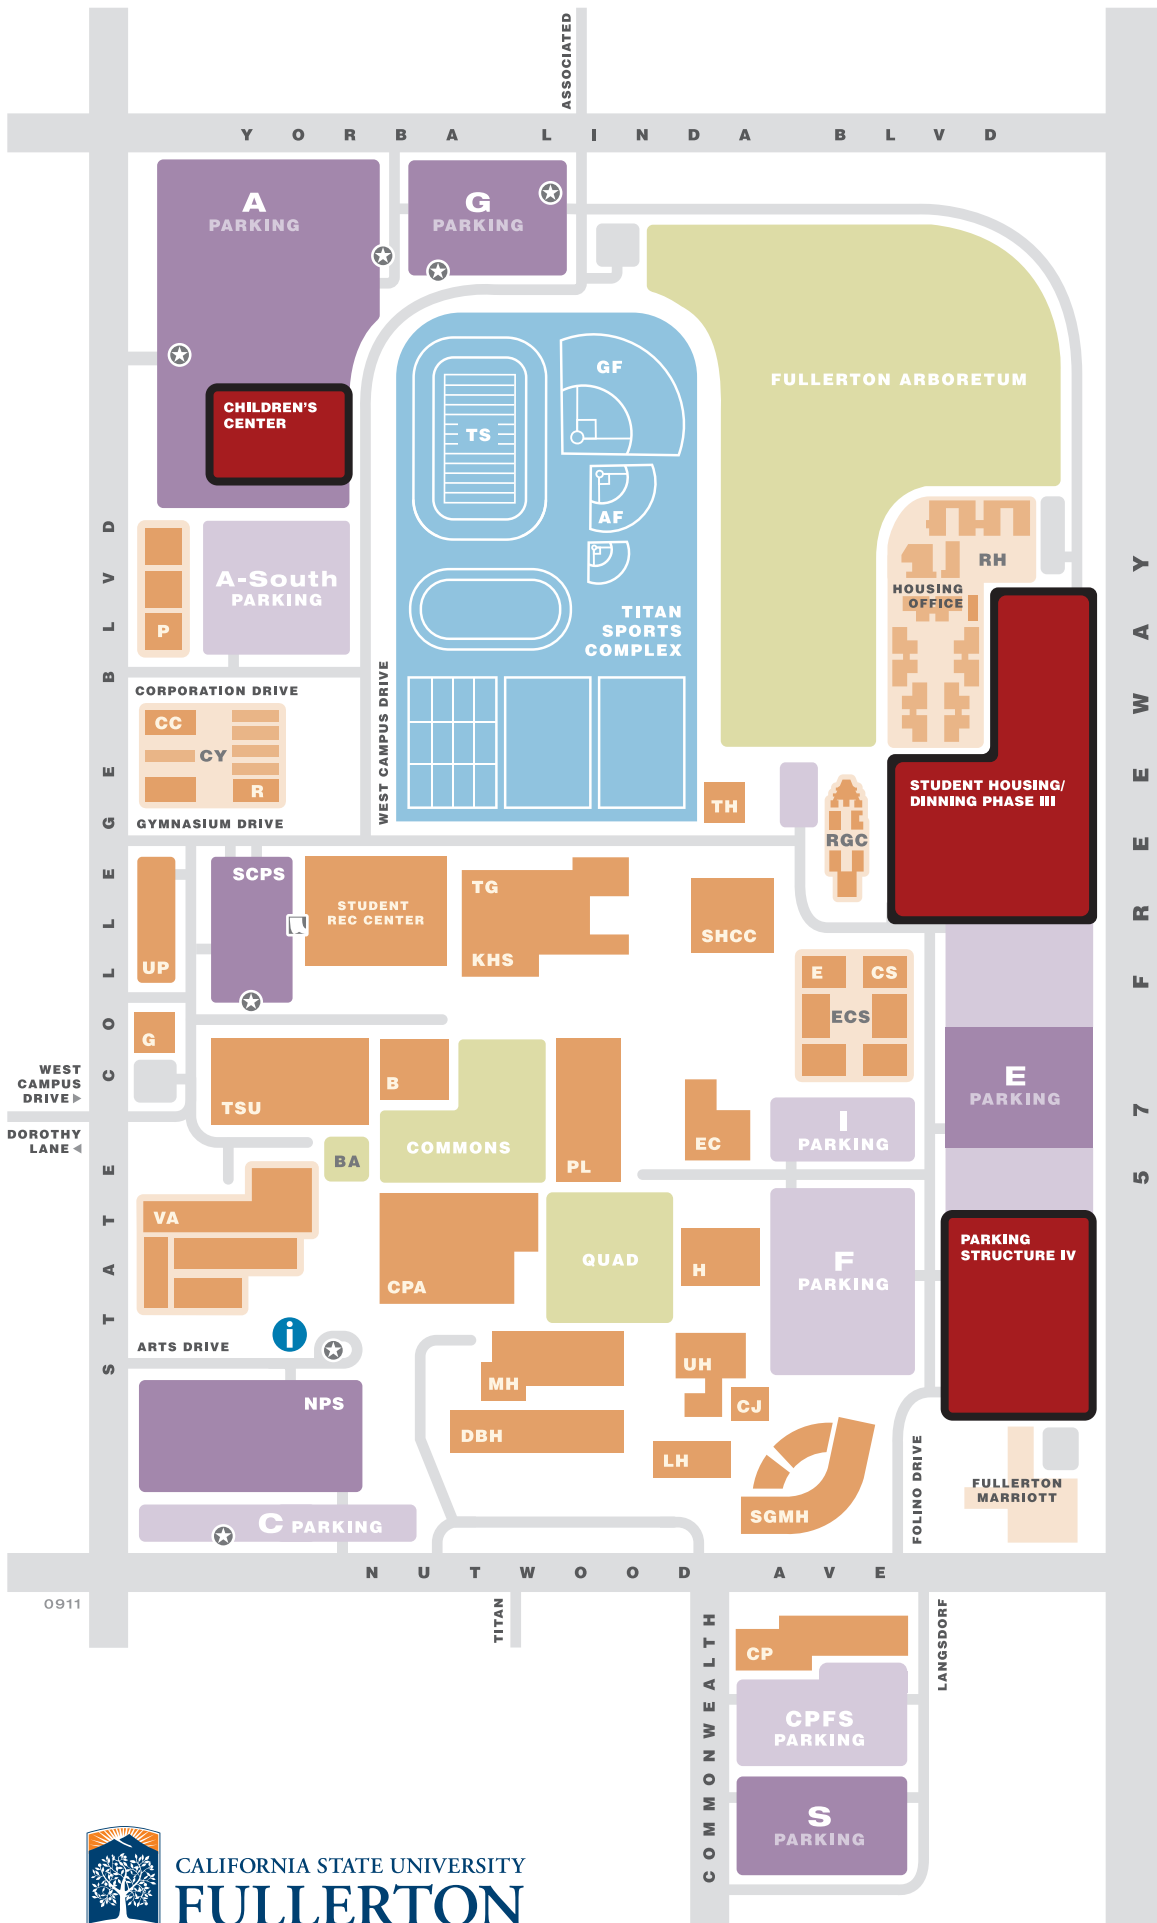 ASSOCIATED
YORBA LINDA BLVD
A
PARKING
G
PARKING
GF
TS
AF
FULLERTON ARBORETUM
CHILDREN'S
CENTER
A-South
PARKING
P
RH
HOUSING
OFFICE
TITAN
SPORTS
COMPLEX
STATE COLLEGE BLVD
57 FREEWAY
WEST CAMPUS DRIVE
CORPORATION DRIVE
CC
CY
R
GYMNASIUM DRIVE
TH
RGC
STUDENT HOUSING/
DINNING PHASE III
SCPS
STUDENT
REC CENTER
TG
KHS
SHCC
UP
E
CS
ECS
G
WEST
CAMPUS
DRIVE ▶
DOROTHY
LANE ◀
TSU
B
COMMONS
BA
PL
EC
I
PARKING
E
PARKING
VA
CPA
QUAD
H
F
PARKING
PARKING
STRUCTURE IV
ARTS DRIVE
i
NPS
MH
DBH
UH
CJ
LH
SGMH
FOLINO DRIVE
FULLERTON
MARRIOTT
C PARKING
NUTWOOD AVE
0911
TITAN
COMMONWEALTH
LANGSDORF
CP
CPFS
PARKING
S
PARKING
CALIFORNIA STATE UNIVERSITY
FULLERTON